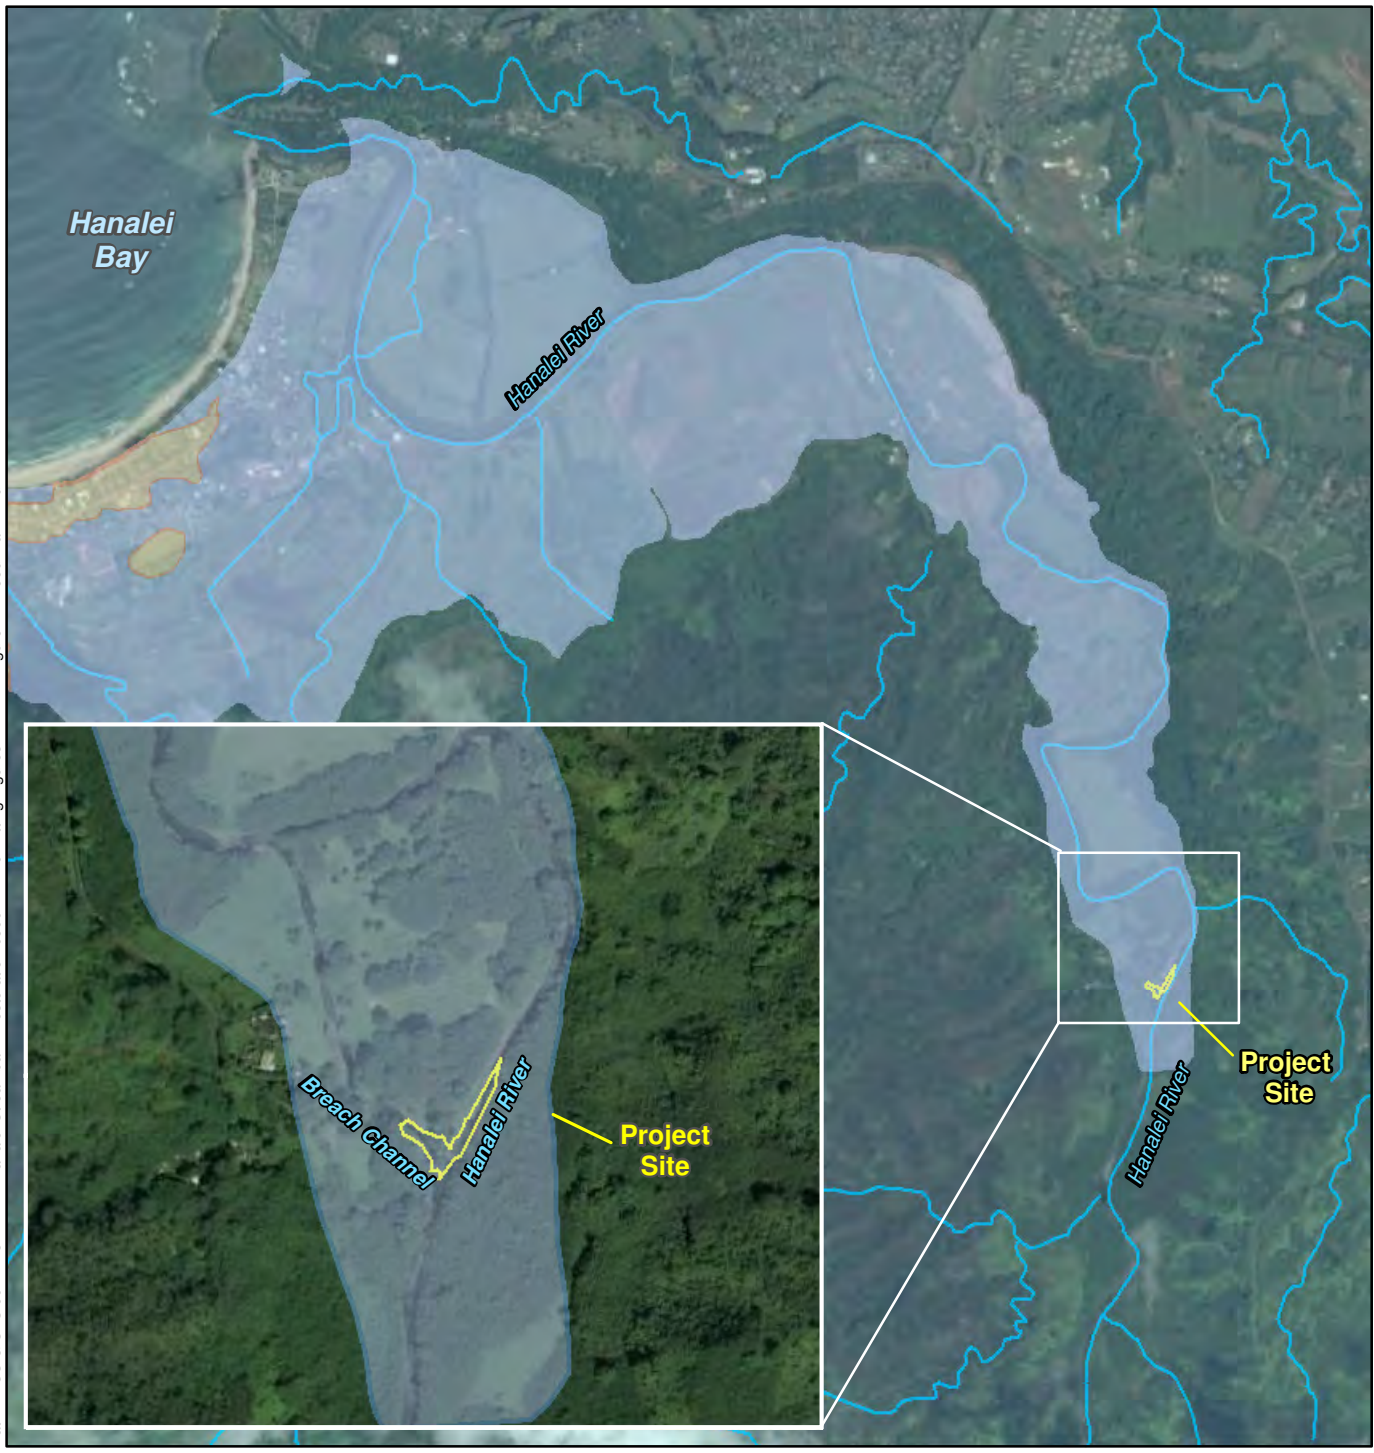 Hanalei
Bay
Hanalei River
Breach Channel
Hanalei River
Project
Site
Project
Site
Hanalei River